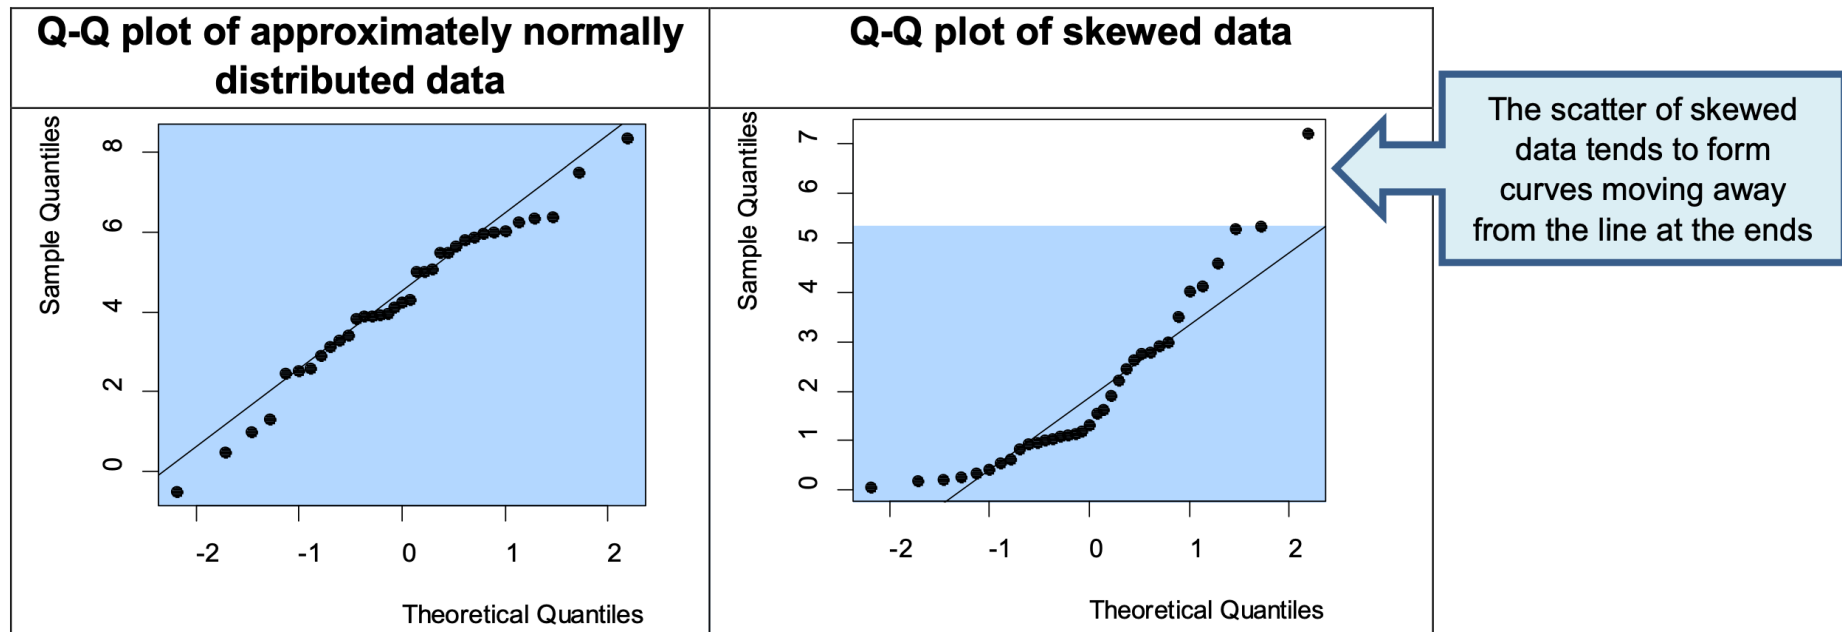 Q-Q plot of approximately normally
distributed data
Sample Quantiles
8
6
4
2
0
-2 -1 0 1 2
Theoretical Quantiles
Q-Q plot of skewed data
Sample Quantiles
7
6
5
4
3
2
1
0
-2 -1 0 1 2
Theoretical Quantiles
The scatter of skewed
data tends to form
curves moving away
from the line at the ends